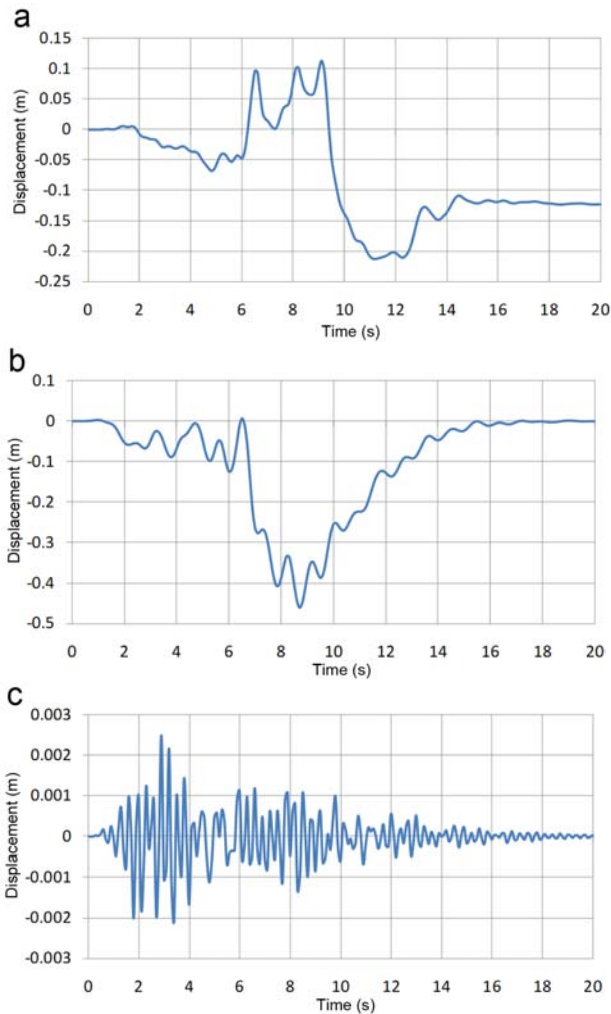 a
Displacement (m)
0.15
0.1
0.05
0
-0.05
-0.1
-0.15
-0.2
-0.25
0 2 4 6 8 10 12 14 16 18 20
Time (s)
b
Displacement (m)
0.1
0
-0.1
-0.2
-0.3
-0.4
-0.5
0 2 4 6 8 10 12 14 16 18 20
Time (s)
c
Displacement (m)
0.003
0.002
0.001
0
-0.001
-0.002
-0.003
0 2 4 6 8 10 12 14 16 18 20
Time (s)